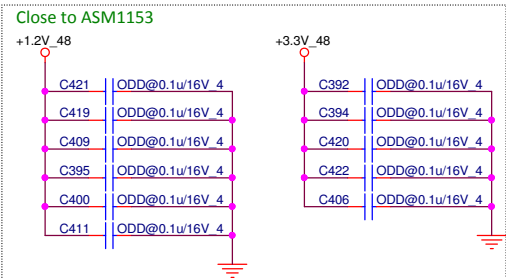 Close to ASM1153
+1.2V_48 +3.3V_48
C421 ODD@0.1u/16V_4 C392 ODD@0.1u/16V_4
C419 ODD@0.1u/16V_4 C394 ODD@0.1u/16V_4
C409 ODD@0.1u/16V_4 C420 ODD@0.1u/16V_4
C395 ODD@0.1u/16V_4 C422 ODD@0.1u/16V_4
C400 ODD@0.1u/16V_4 C406 ODD@0.1u/16V_4
C411 ODD@0.1u/16V_4